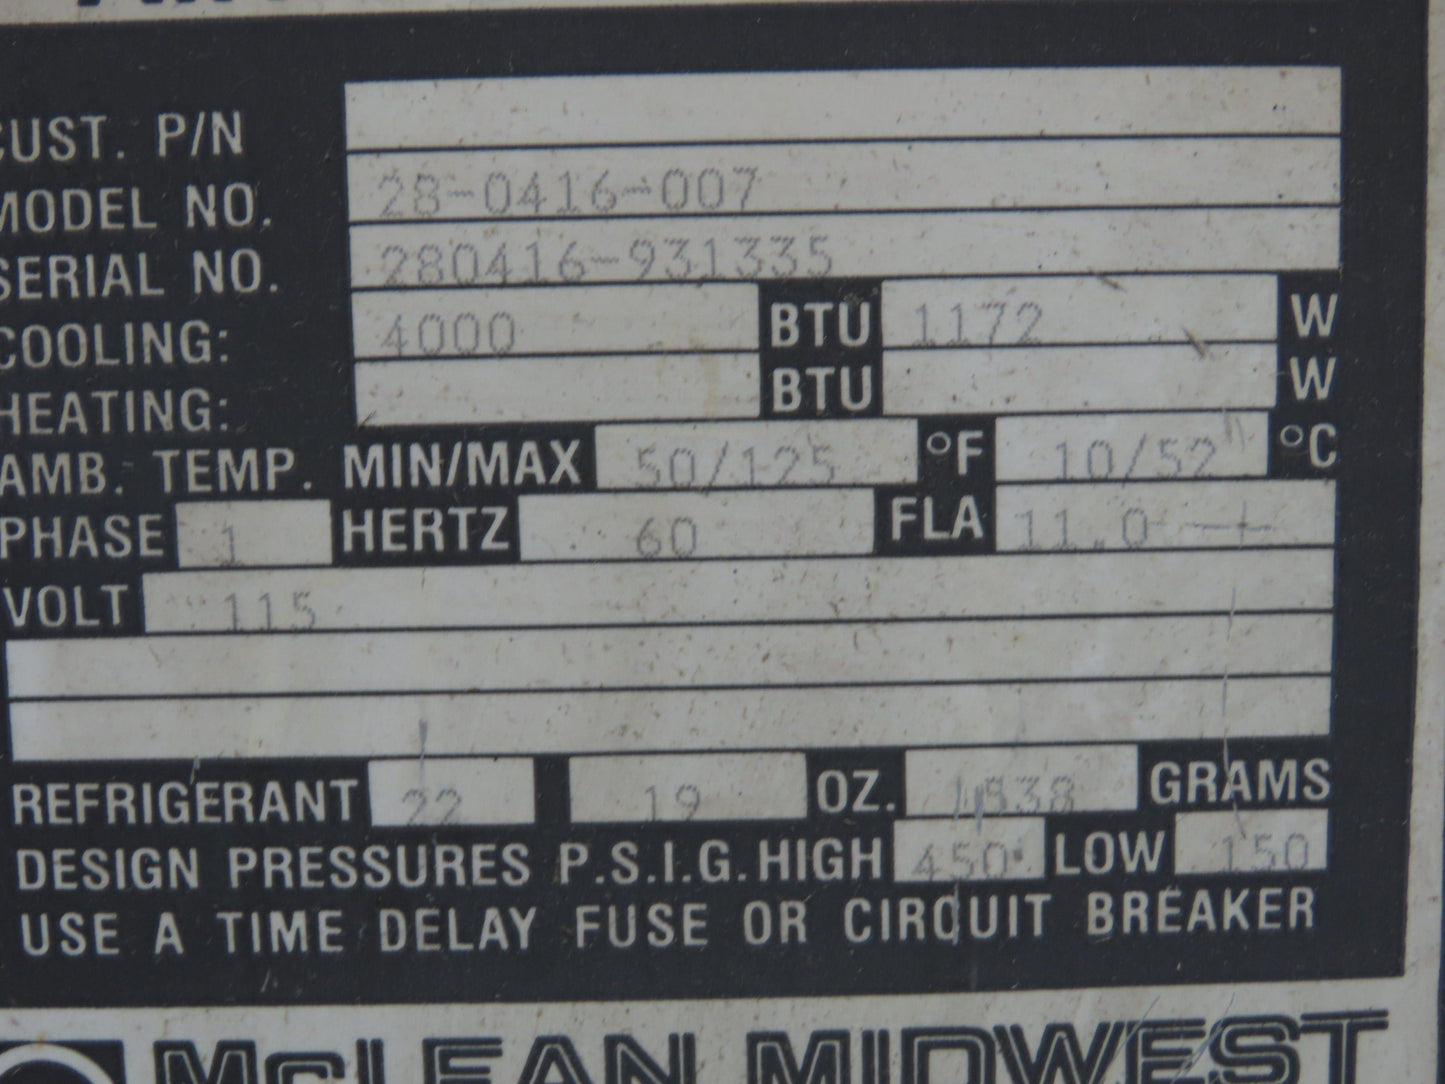 CUST. P/N
MODEL NO. 28-0416-007
SERIAL NO. 280416-931335
COOLING: 4000 BTU 1172 W
HEATING: BTU W
AMB. TEMP. MIN/MAX 50/125 °F 10/52 °C
PHASE 1 HERTZ 60 FLA 11.0
VOLT 115
REFRIGERANT 22 19 OZ. GRAMS
DESIGN PRESSURES P.S.I.G. HIGH 450 LOW 150
USE A TIME DELAY FUSE OR CIRCUIT BREAKER
McLEAN MIDWEST